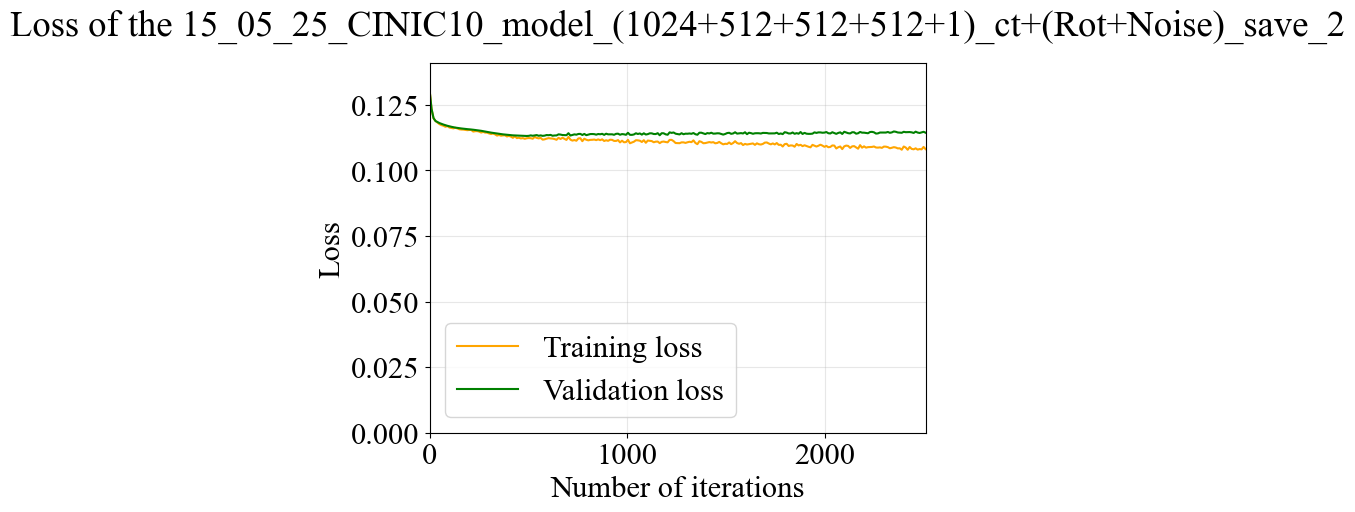 Loss of the 15_05_25_CINIC10_model_(1024+512+512+512+1)_ct+(Rot+Noise)_save_2
0.125
0.100
0.075
0.050
0.025
0.000
Loss
Training loss
Validation loss
0 1000 2000
Number of iterations